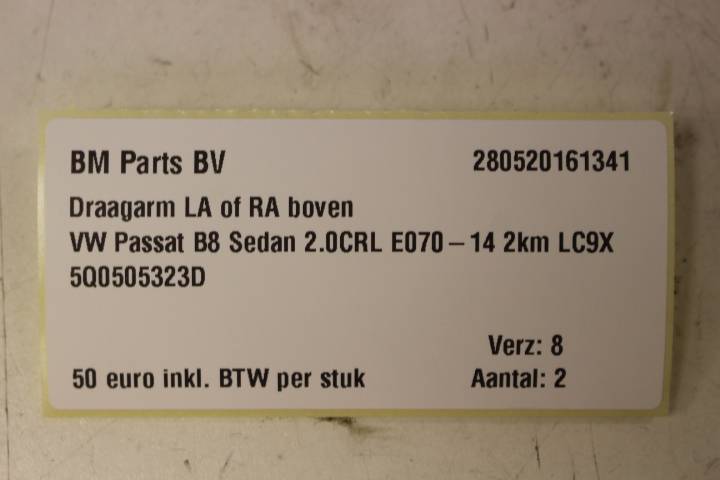 BM Parts BV 280520161341
Draagarm LA of RA boven
VW Passat B8 Sedan 2.0CRL E070-14 2km LC9X
5Q0505323D
Verz: 8
50 euro inkl. BTW per stuk Aantal: 2